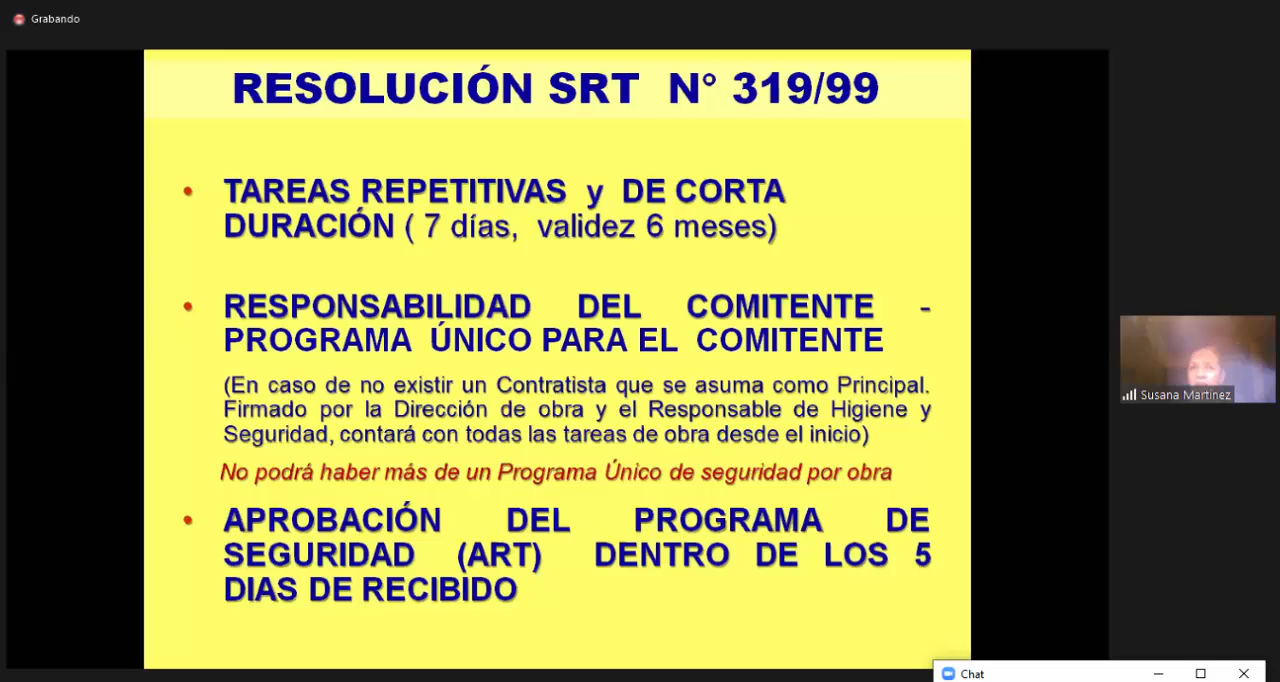 Grabando
RESOLUCIÓN SRT N° 319/99
• TAREAS REPETITIVAS y DE CORTA
DURACIÓN ( 7 días, validez 6 meses)
• RESPONSABILIDAD DEL COMITENTE -
PROGRAMA ÚNICO PARA EL COMITENTE
(En caso de no existir un Contratista que se asuma como Principal.
Firmado por la Dirección de obra y el Responsable de Higiene y
Seguridad, contará con todas las tareas de obra desde el inicio)
No podrá haber más de un Programa Único de seguridad por obra
• APROBACIÓN DEL PROGRAMA DE
SEGURIDAD (ART) DENTRO DE LOS 5
DIAS DE RECIBIDO
Susana Martinez
Chat